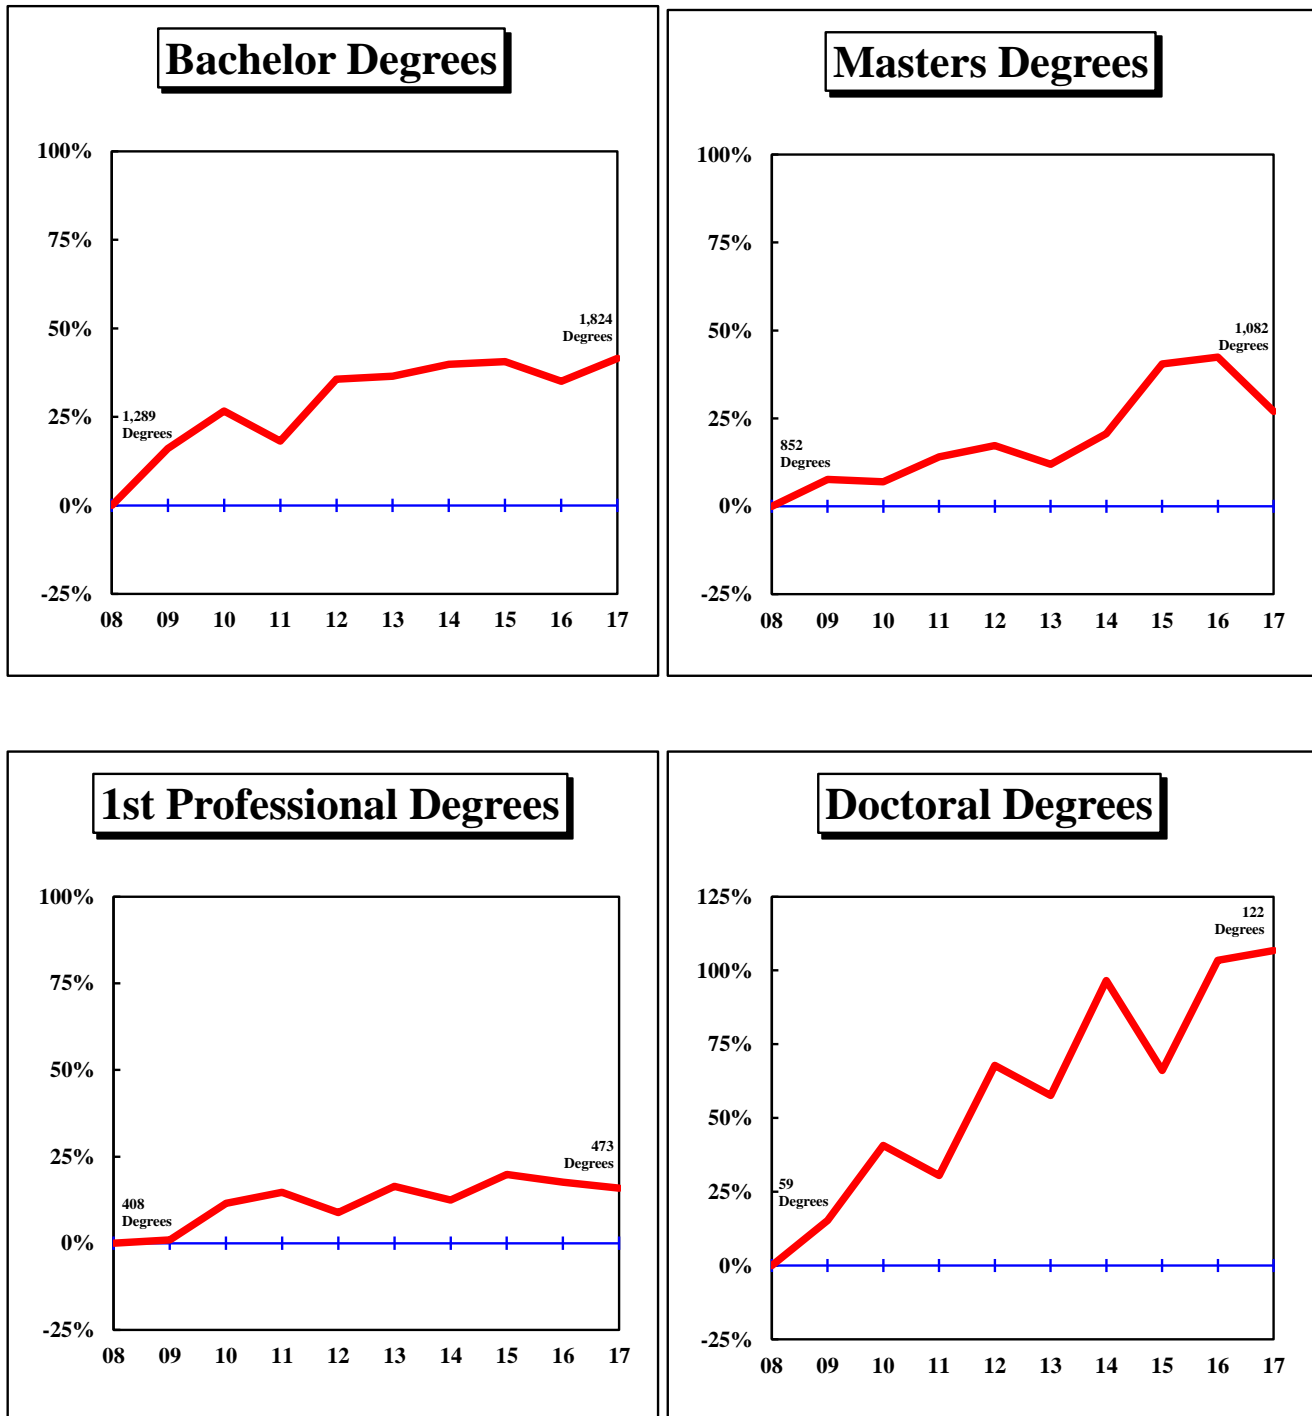 Bachelor Degrees
100%
75%
50%
25%
0%
-25%
1,824
Degrees
1,289
Degrees
08 09 10 11 12 13 14 15 16 17
Masters Degrees
100%
75%
50%
25%
0%
-25%
1,082
Degrees
852
Degrees
08 09 10 11 12 13 14 15 16 17
1st Professional Degrees
100%
75%
50%
25%
0%
-25%
473
Degrees
408
Degrees
08 09 10 11 12 13 14 15 16 17
Doctoral Degrees
125%
100%
75%
50%
25%
0%
-25%
122
Degrees
59
Degrees
08 09 10 11 12 13 14 15 16 17